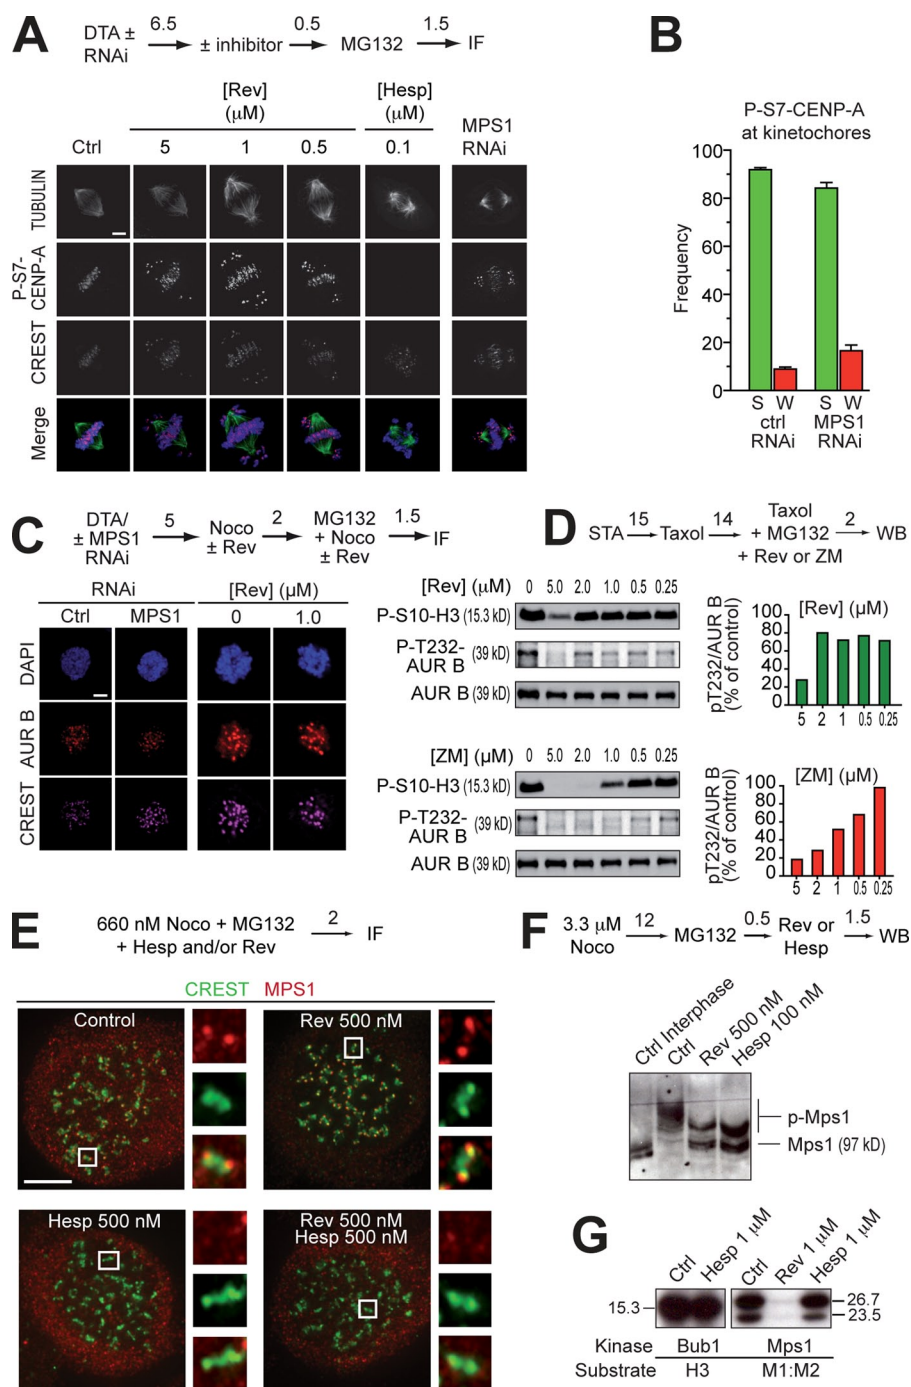 A
DTA ±
RNAi
6.5
± inhibitor
0.5
MG132
1.5
IF
[Rev]
(µM)
[Hesp]
(µM)
MPS1
RNAi
Ctrl
5
1
0.5
0.1
TUBULIN
P-S7-
CENP-A
CREST
Merge
B
P-S7-CENP-A
at kinetochores
Frequency
100
80
60
40
20
0
S W
ctrl
RNAi
S W
MPS1
RNAi
C
DTA/
± MPS1
RNAi
5
Noco
± Rev
2
MG132
+ Noco
± Rev
1.5
IF
RNAi
Ctrl
MPS1
[Rev] (µM)
0
1.0
DAPI
AUR B
CREST
D
STA
15
Taxol
14
Taxol
+ MG132
+ Rev or ZM
2
WB
[Rev] (µM)
0 5.0 2.0 1.0 0.5 0.25
P-S10-H3 (15.3 kD)
P-T232-
AUR B
(39 kD)
AUR B (39 kD)
[Rev] (µM)
pT232/AUR B
(% of control)
100
80
60
40
20
0
5 2 1 0.5 0.25
[ZM] (µM)
0 5.0 2.0 1.0 0.5 0.25
P-S10-H3 (15.3 kD)
P-T232-
AUR B
(39 kD)
AUR B (39 kD)
[ZM] (µM)
pT232/AUR B
(% of control)
100
80
60
40
20
0
5 2 1 0.5 0.25
E
660 nM Noco + MG132
+ Hesp and/or Rev
2
IF
CREST MPS1
Control
Rev 500 nM
Hesp 500 nM
Rev 500 nM
Hesp 500 nM
F
3.3 µM
Noco
12
MG132
0.5
Rev or
Hesp
1.5
WB
Ctrl Interphase
Ctrl
Rev 500 nM
Hesp 100 nM
p-Mps1
Mps1 (97 kD)
G
Ctrl
Hesp 1 µM
Ctrl
Rev 1 µM
Hesp 1 µM
15.3
26.7
23.5
Kinase Bub1 Mps1
Substrate H3 M1:M2